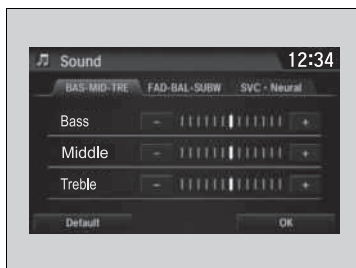 Sound 12:34
BAS-MID-TRE FAD-BAL-SUBW SVC - Neural
Bass - +
Middle - +
Treble - +
Default OK